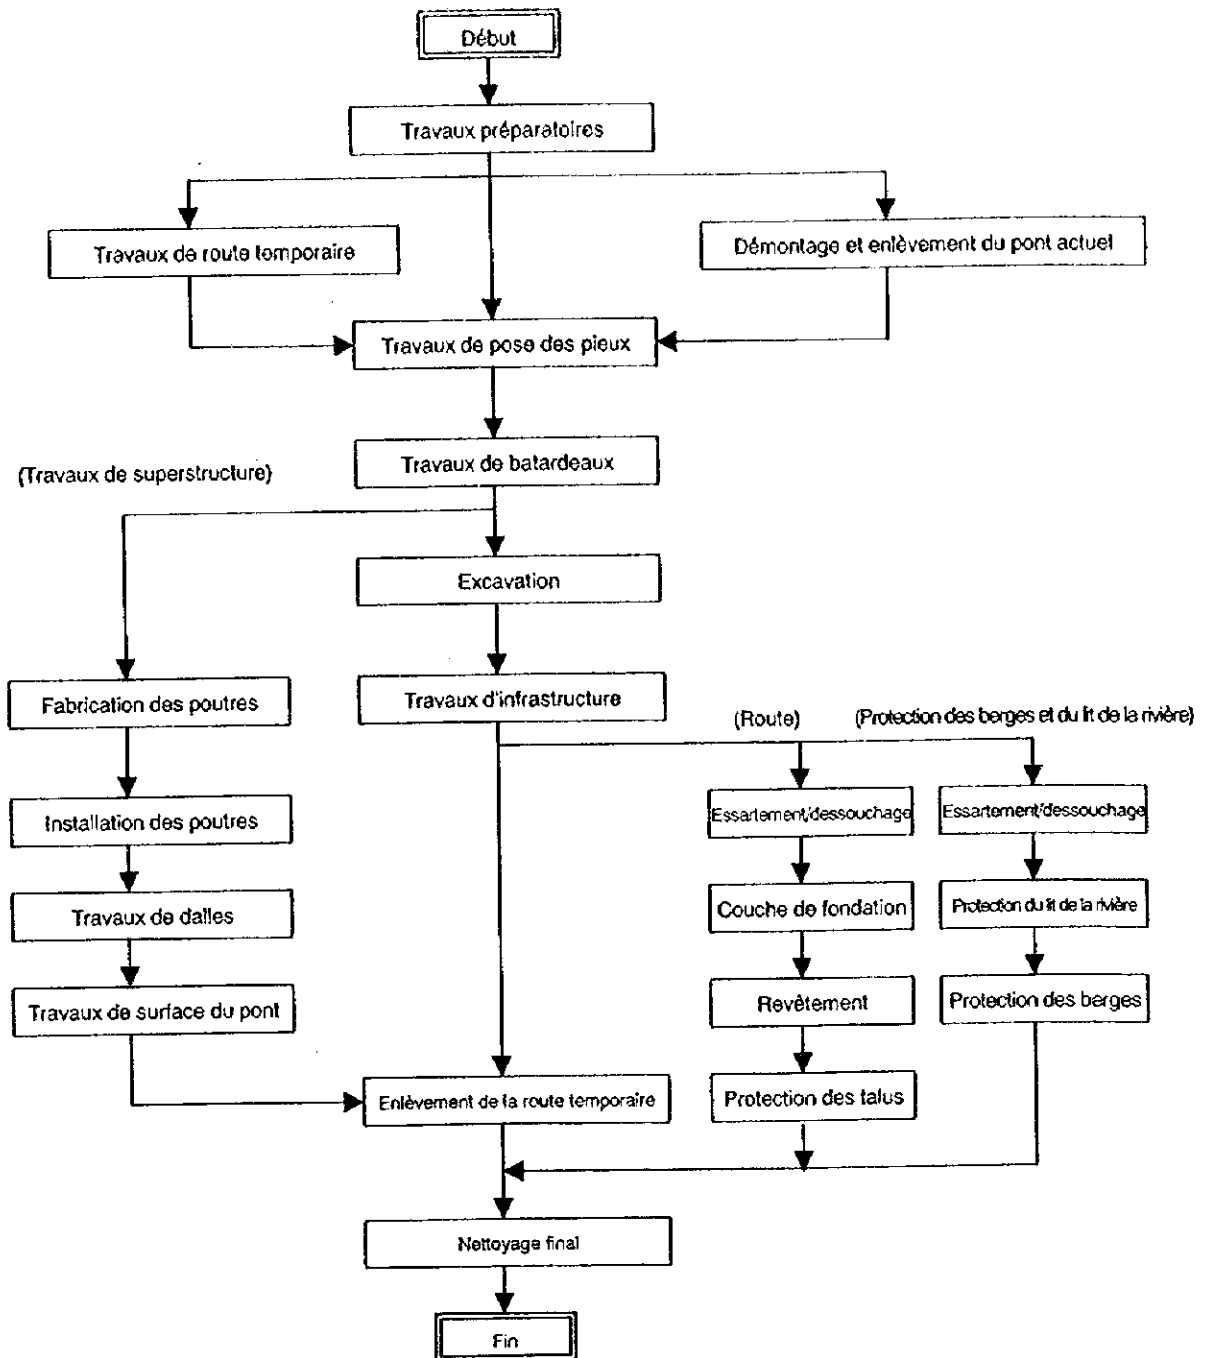 Début
Travaux préparatoires
Travaux de route temporaire
Démontage et enlèvement du pont actuel
Travaux de pose des pieux
(Travaux de superstructure)
Travaux de batardeaux
Excavation
Fabrication des poutres
Travaux d'infrastructure
(Route)
(Protection des berges et du lit de la rivière)
Installation des poutres
Essartement/dessouchage
Essartement/dessouchage
Travaux de dalles
Couche de fondation
Protection du lit de la rivière
Travaux de surface du pont
Revêtement
Protection des berges
Enlèvement de la route temporaire
Protection des talus
Nettoyage final
Fin